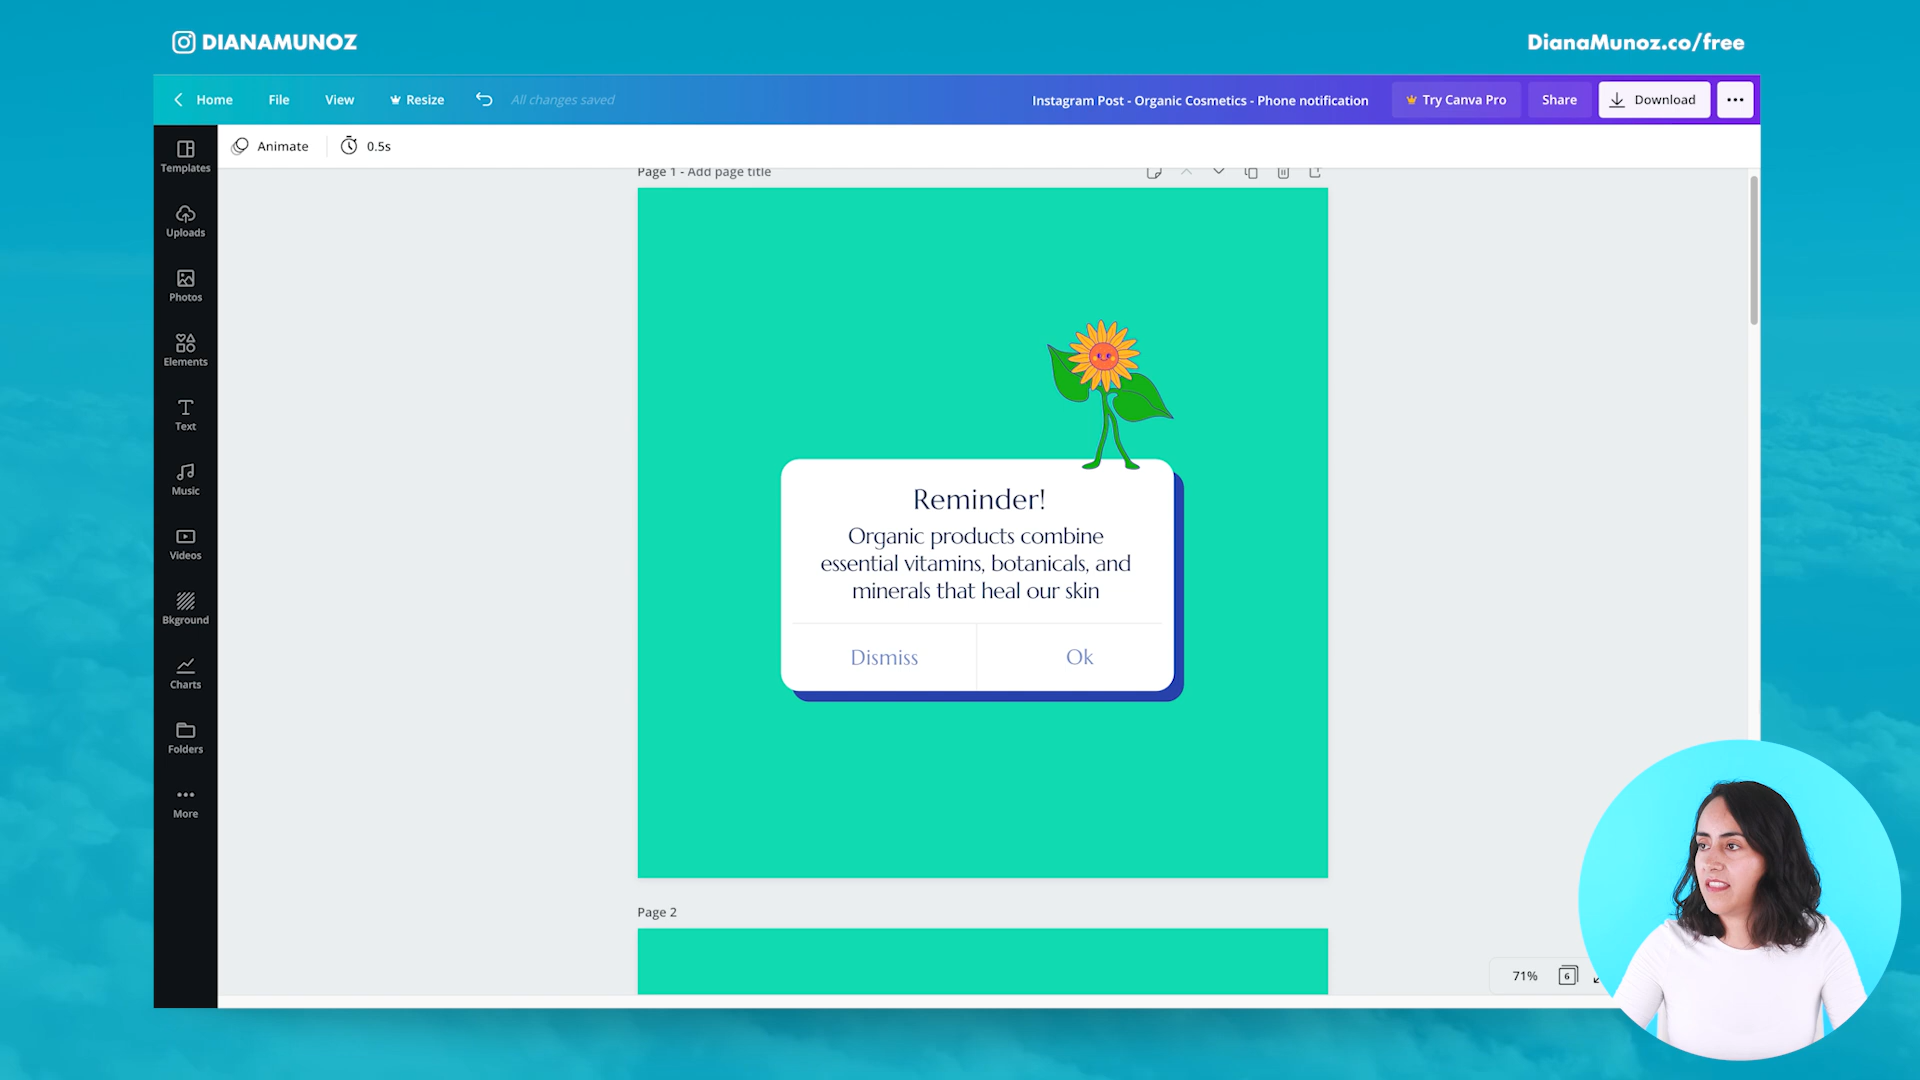 DIANAMUNOZ
DianaMunoz.co/free
Home
File
View
Resize
All changes saved
Instagram Post - Organic Cosmetics - Phone notification
Try Canva Pro
Share
Download
Animate
0.5s
Templates
Uploads
Photos
Elements
Text
Music
Videos
Bkground
Charts
Folders
More
Page 1 - Add page title
Reminder!
Organic products combine
essential vitamins, botanicals, and
minerals that heal our skin
Dismiss
Ok
Page 2
71%
6